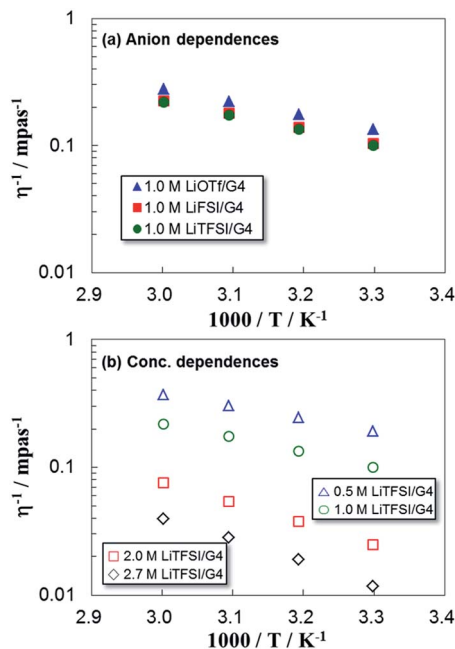 (a) Anion dependences
1
0.1
0.01
η⁻¹ / mpas⁻¹
1.0 M LiOTf/G4
1.0 M LiFSI/G4
1.0 M LiTFSI/G4
2.9 3.0 3.1 3.2 3.3 3.4
1000 / T / K⁻¹
(b) Conc. dependences
1
0.1
0.01
η⁻¹ / mpas⁻¹
0.5 M LiTFSI/G4
1.0 M LiTFSI/G4
2.0 M LiTFSI/G4
2.7 M LiTFSI/G4
2.9 3.0 3.1 3.2 3.3 3.4
1000 / T / K⁻¹